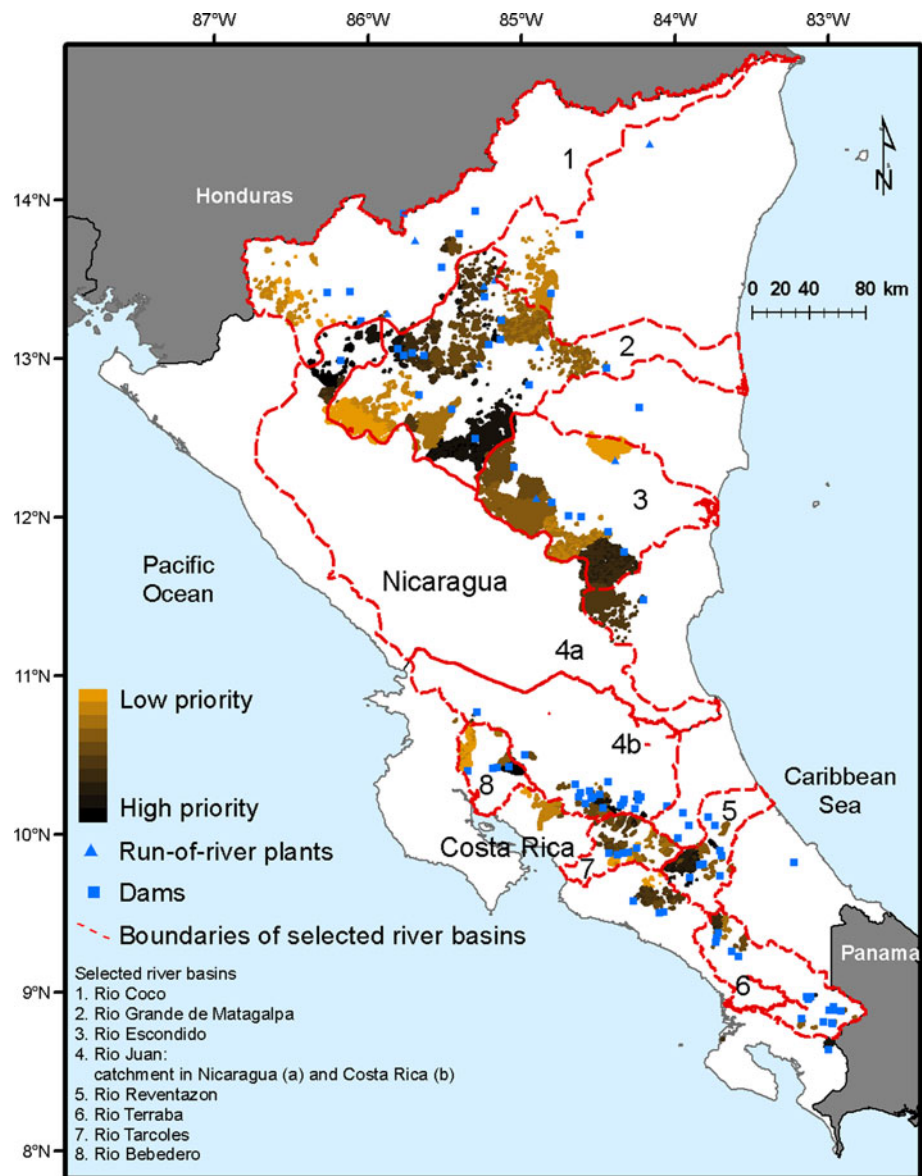 87°W 86°W 85°W 84°W 83°W
1
Honduras
14°N
N
0 20 40 80 km
13°N
2
12°N
3
Pacific
Ocean
Nicaragua
11°N
4a
Low priority
4b
High priority
8
Caribbean
Sea
5
10°N
Run-of-river plants
Costa Rica
7
Dams
Boundaries of selected river basins
Panama
Selected river basins
9°N
6
1. Rio Coco
2. Rio Grande de Matagalpa
3. Rio Escondido
4. Rio Juan:
catchment in Nicaragua (a) and Costa Rica (b)
5. Rio Reventazon
6. Rio Terraba
7. Rio Tarcoles
8. Rio Bebedero
8°N